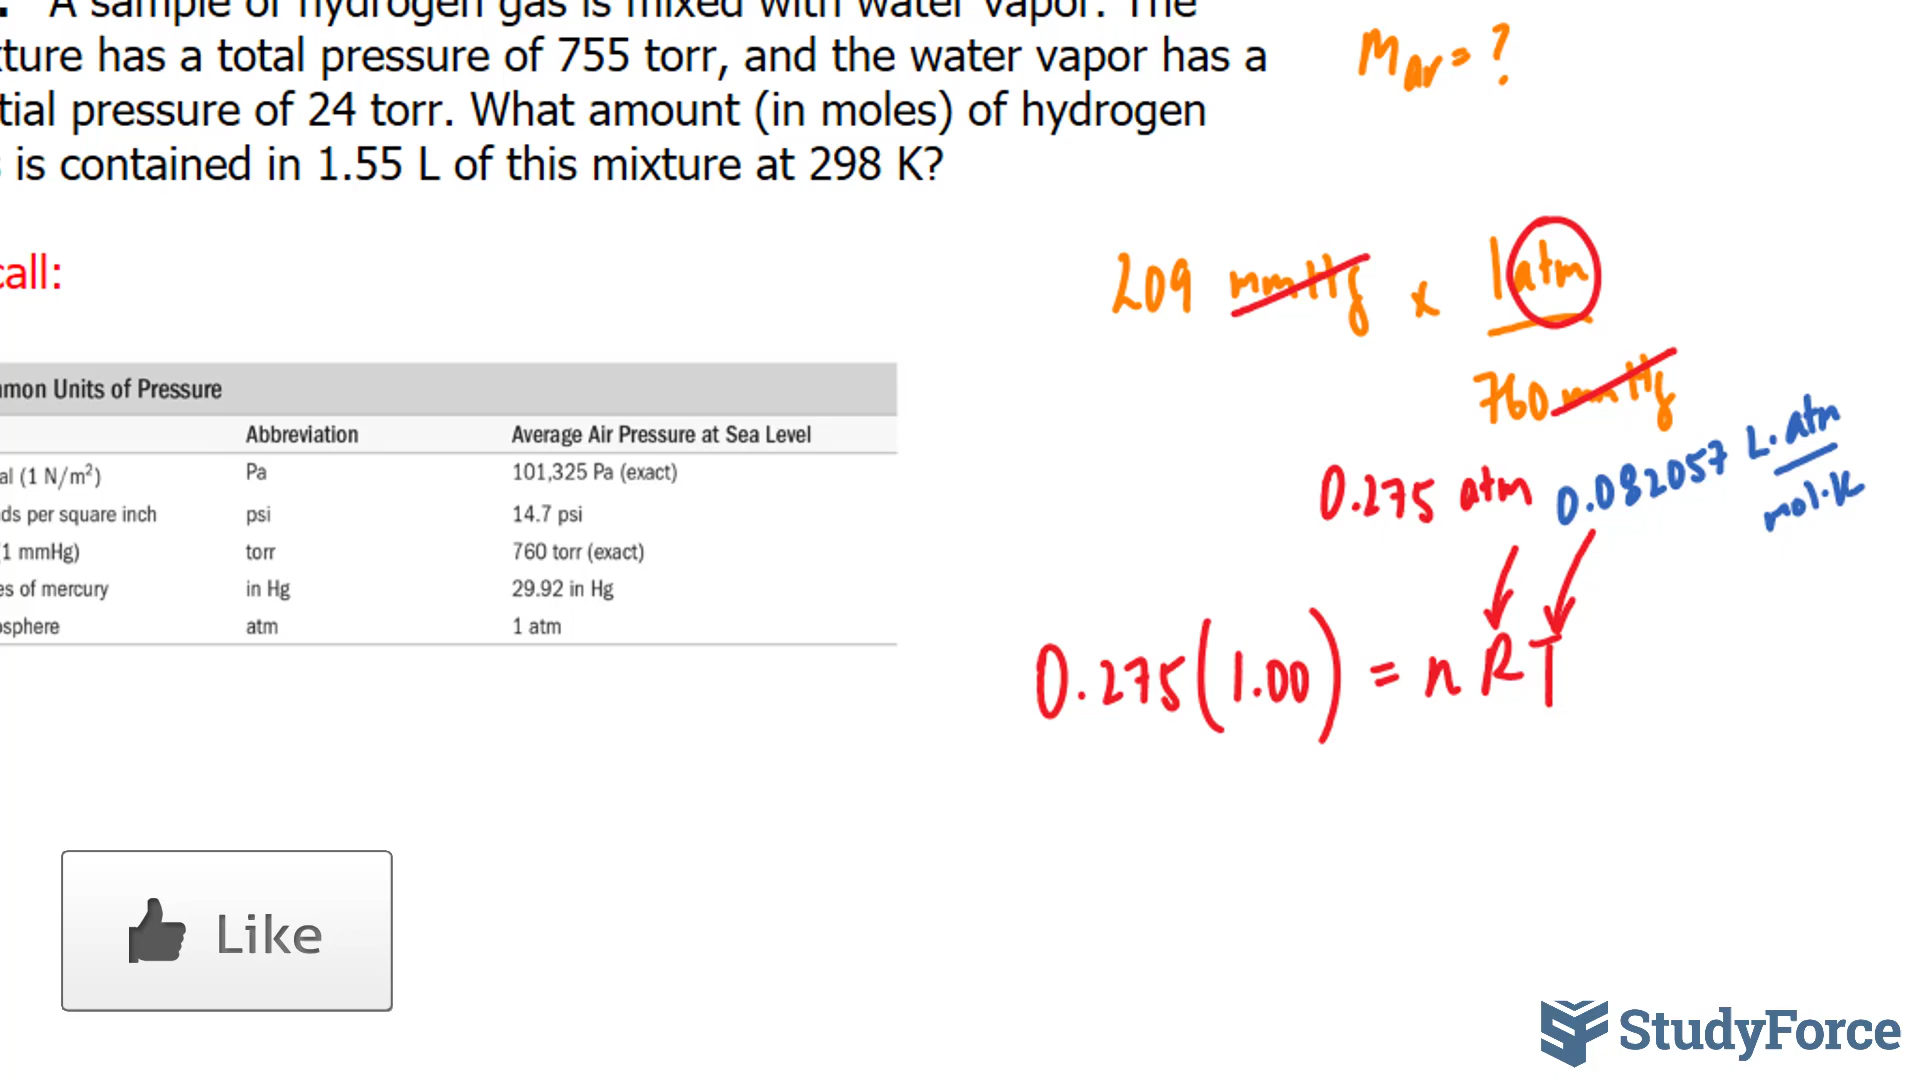 A sample of hydrogen gas is mixed with water vapor. The
xture has a total pressure of 755 torr, and the water vapor has a
tial pressure of 24 torr. What amount (in moles) of hydrogen
s is contained in 1.55 L of this mixture at 298 K?
call:
mmon Units of Pressure
Abbreviation Average Air Pressure at Sea Level
al (1 N/m²) Pa 101,325 Pa (exact)
ds per square inch psi 14.7 psi
(1 mmHg) torr 760 torr (exact)
es of mercury in Hg 29.92 in Hg
osphere atm 1 atm
Like
MAr = ?
209 mmHg × 1 atm
760 mmHg
0.275 atm 0.082057 L·atm
mol·K
0.275(1.00) = nRT
StudyForce